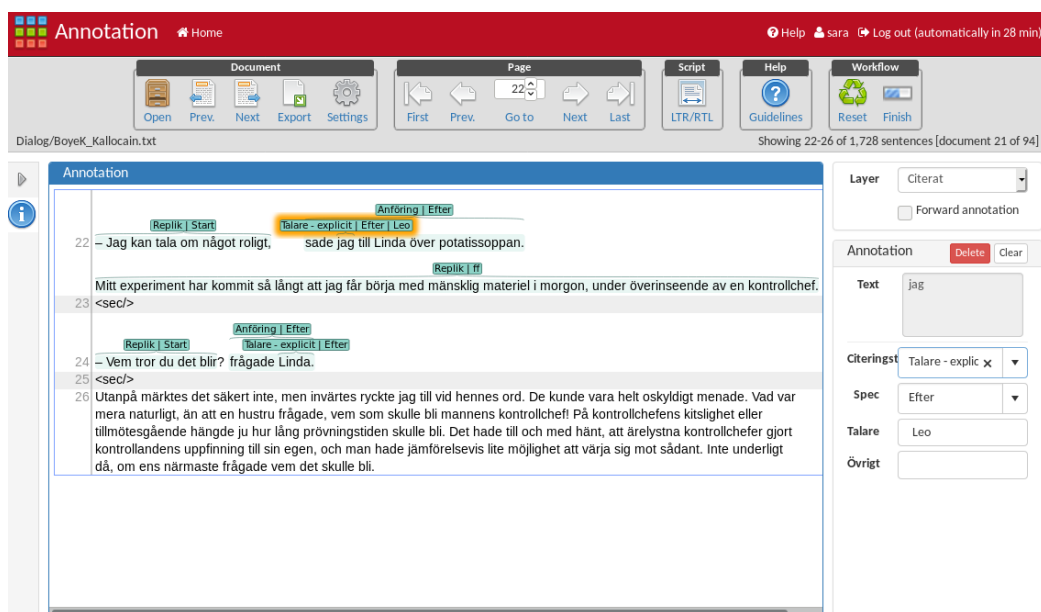 Annotation Home Help sara Log out (automatically in 28 min)
Document Page Script Help Workflow
22
Open Prev. Next Export Settings First Prev. Go to Next Last LTR/RTL Guidelines Reset Finish
Dialog/BoyeK_Kallocain.txt Showing 22-26 of 1,728 sentences [document 21 of 94]
Annotation
Anföring | Efter
Replik | Start Talare - explicit | Efter | Leo
22 – Jag kan tala om något roligt, sade jag till Linda över potatissoppan.
Replik | ff
Mitt experiment har kommit så långt att jag får börja med mänsklig materiel i morgon, under överinseende av en kontrollchef.
23 <sec/>
Anföring | Efter
Replik | Start Talare - explicit | Efter
24 – Vem tror du det blir? frågade Linda.
25 <sec/>
26 Utanpå märktes det säkert inte, men invärtes ryckte jag till vid hennes ord. De kunde vara helt oskyldigt menade. Vad var
mera naturligt, än att en hustru frågade, vem som skulle bli mannens kontrollchef! På kontrollchefens kitslighet eller
tillmötesgående hängde ju hur lång prövningstiden skulle bli. Det hade till och med hänt, att ärelystna kontrollchefer gjort
kontrollandens uppfinning till sin egen, och man hade jämförelsevis lite möjlighet att värja sig mot sådant. Inte underligt
då, om ens närmaste frågade vem det skulle bli.
Layer Citerat
Forward annotation
Annotation Delete Clear
Text jag
Citeringst Talare - explic ×
Spec Efter
Talare Leo
Övrigt